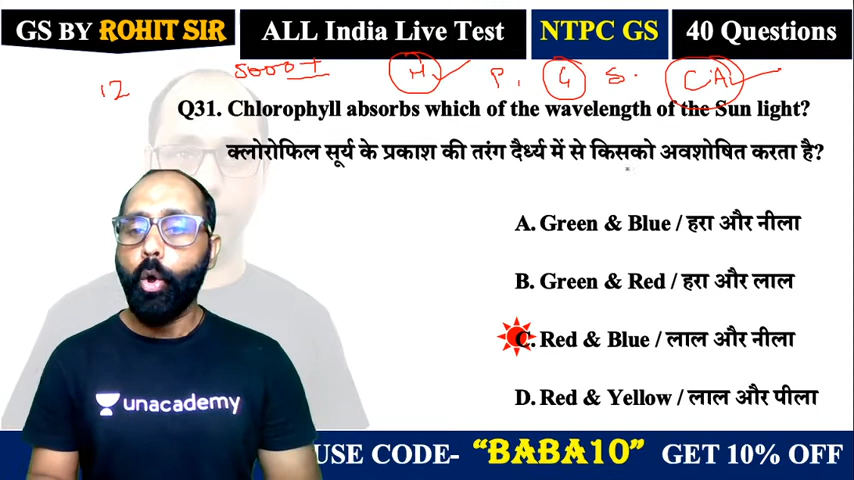 GS BY ROHIT SIR
ALL India Live Test
NTPC GS
40 Questions
12
5000+
H
P.
G
S.
C.A.
Q31. Chlorophyll absorbs which of the wavelength of the Sun light?
क्लोरोफिल सूर्य के प्रकाश की तरंग दैर्ध्य में से किसको अवशोषित करता है?
A. Green & Blue / हरा और नीला
B. Green & Red / हरा और लाल
C. Red & Blue / लाल और नीला
D. Red & Yellow / लाल और पीला
unacademy
USE CODE- “BABA10” GET 10% OFF